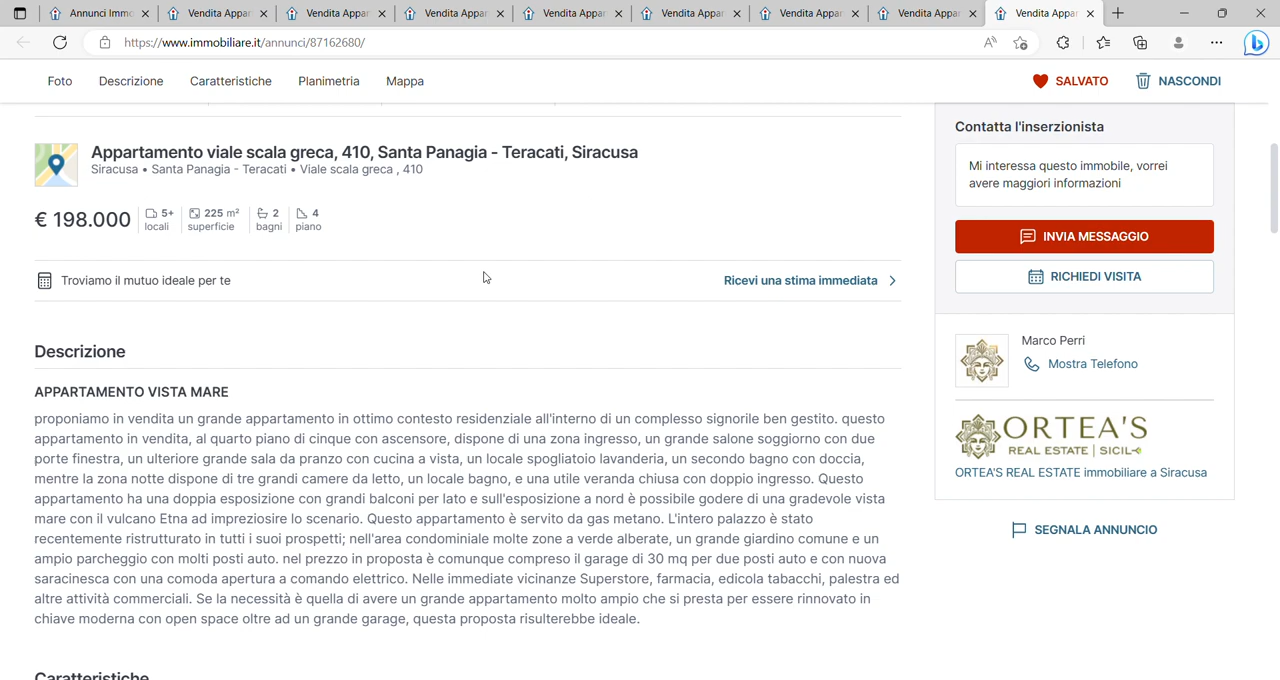 Annunci Immo
Vendita Appar
Vendita Appar
Vendita Appar
Vendita Appar
Vendita Appar
Vendita Appar
Vendita Appar
Vendita Appar
https://www.immobiliare.it/annunci/87162680/
Foto Descrizione Caratteristiche Planimetria Mappa
SALVATO NASCONDI
Appartamento viale scala greca, 410, Santa Panagia - Teracati, Siracusa
Siracusa • Santa Panagia - Teracati • Viale scala greca , 410
€ 198.000
5+
locali
225 m²
superficie
2
bagni
4
piano
Troviamo il mutuo ideale per te
Ricevi una stima immediata
Descrizione
APPARTAMENTO VISTA MARE
proponiamo in vendita un grande appartamento in ottimo contesto residenziale all'interno di un complesso signorile ben gestito. questo
appartamento in vendita, al quarto piano di cinque con ascensore, dispone di una zona ingresso, un grande salone soggiorno con due
porte finestra, un ulteriore grande sala da pranzo con cucina a vista, un locale spogliatoio lavanderia, un secondo bagno con doccia,
mentre la zona notte dispone di tre grandi camere da letto, un locale bagno, e una utile veranda chiusa con doppio ingresso. Questo
appartamento ha una doppia esposizione con grandi balconi per lato e sull'esposizione a nord è possibile godere di una gradevole vista
mare con il vulcano Etna ad impreziosire lo scenario. Questo appartamento è servito da gas metano. L'intero palazzo è stato
recentemente ristrutturato in tutti i suoi prospetti; nell'area condominiale molte zone a verde alberate, un grande giardino comune e un
ampio parcheggio con molti posti auto. nel prezzo in proposta è comunque compreso il garage di 30 mq per due posti auto e con nuova
saracinesca con una comoda apertura a comando elettrico. Nelle immediate vicinanze Superstore, farmacia, edicola tabacchi, palestra ed
altre attività commerciali. Se la necessità è quella di avere un grande appartamento molto ampio che si presta per essere rinnovato in
chiave moderna con open space oltre ad un grande garage, questa proposta risulterebbe ideale.
Caratteristiche
Contatta l'inserzionista
Mi interessa questo immobile, vorrei
avere maggiori informazioni
INVIA MESSAGGIO
RICHIEDI VISITA
Marco Perri
Mostra Telefono
ORTEA'S
REAL ESTATE | SICIL
ORTEA'S REAL ESTATE immobiliare a Siracusa
SEGNALA ANNUNCIO